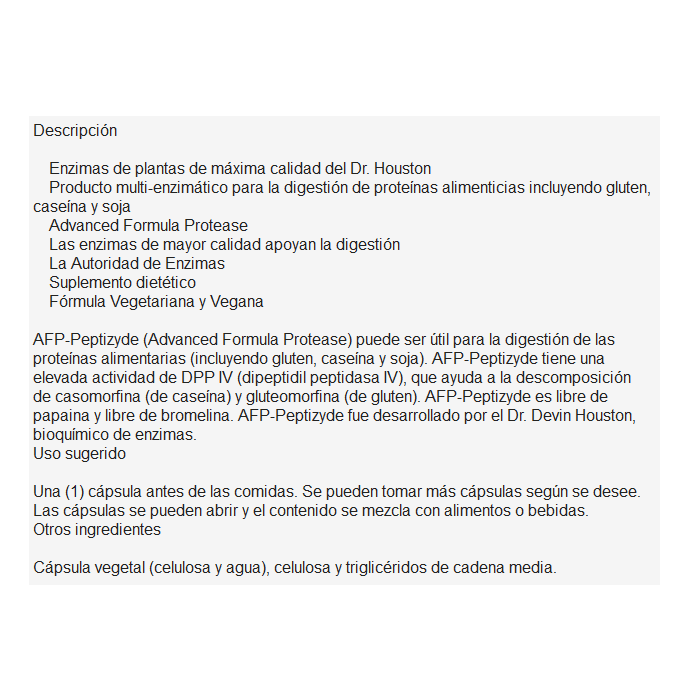 Descripción
Enzimas de plantas de máxima calidad del Dr. Houston
Producto multi-enzimático para la digestión de proteínas alimenticias incluyendo gluten,
caseína y soja
Advanced Formula Protease
Las enzimas de mayor calidad apoyan la digestión
La Autoridad de Enzimas
Suplemento dietético
Fórmula Vegetariana y Vegana
AFP-Peptizyde (Advanced Formula Protease) puede ser útil para la digestión de las
proteínas alimentarias (incluyendo gluten, caseína y soja). AFP-Peptizyde tiene una
elevada actividad de DPP IV (dipeptidil peptidasa IV), que ayuda a la descomposición
de casomorfina (de caseína) y gluteomorfina (de gluten). AFP-Peptizyde es libre de
papaina y libre de bromelina. AFP-Peptizyde fue desarrollado por el Dr. Devin Houston,
bioquímico de enzimas.
Uso sugerido
Una (1) cápsula antes de las comidas. Se pueden tomar más cápsulas según se desee.
Las cápsulas se pueden abrir y el contenido se mezcla con alimentos o bebidas.
Otros ingredientes
Cápsula vegetal (celulosa y agua), celulosa y triglicéridos de cadena media.